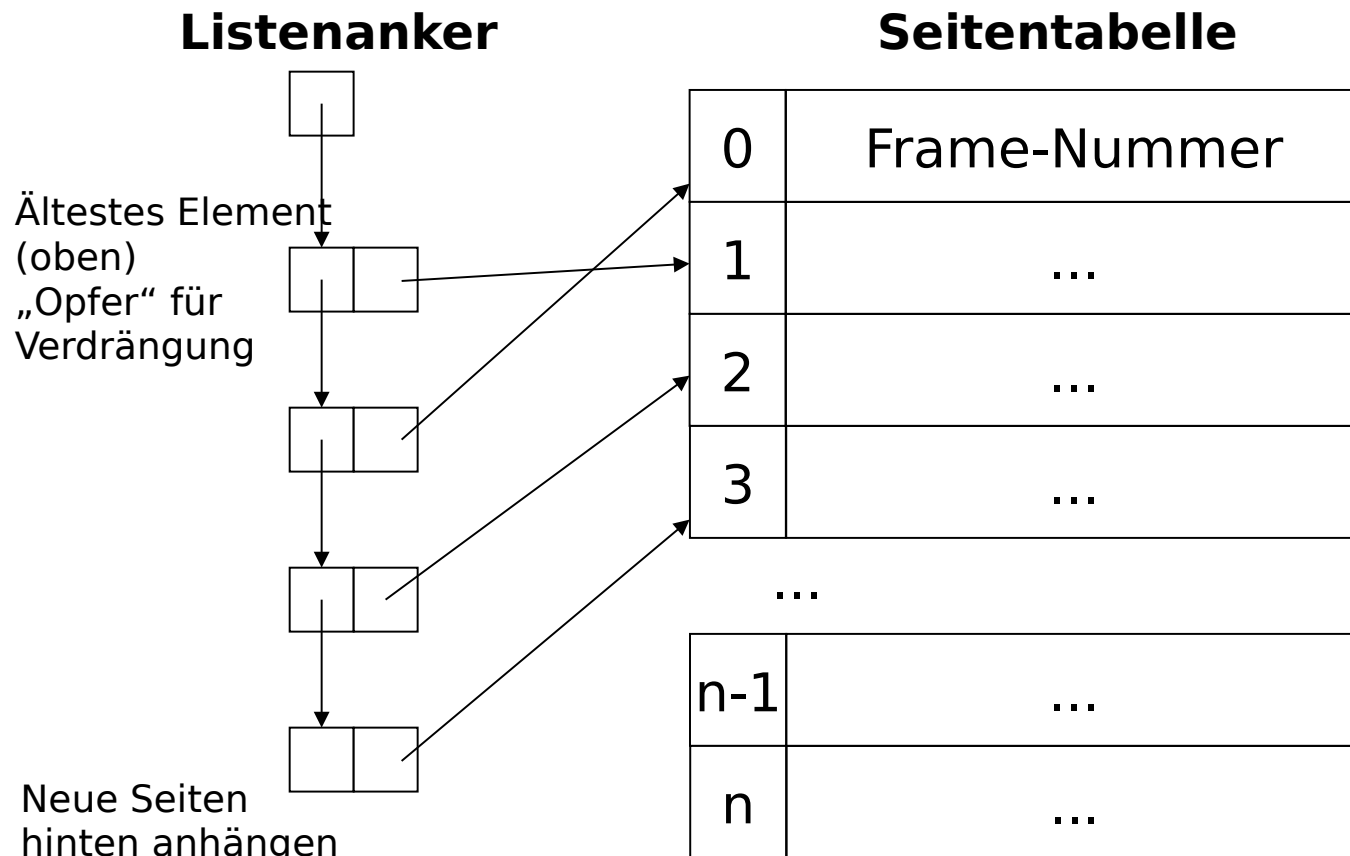 Listenanker
Seitentabelle
0 Frame-Nummer
Ältestes Element
(oben)
„Opfer“ für
Verdrängung
1 ...
2 ...
3 ...
...
n-1 ...
n ...
Neue Seiten
hinten anhängen